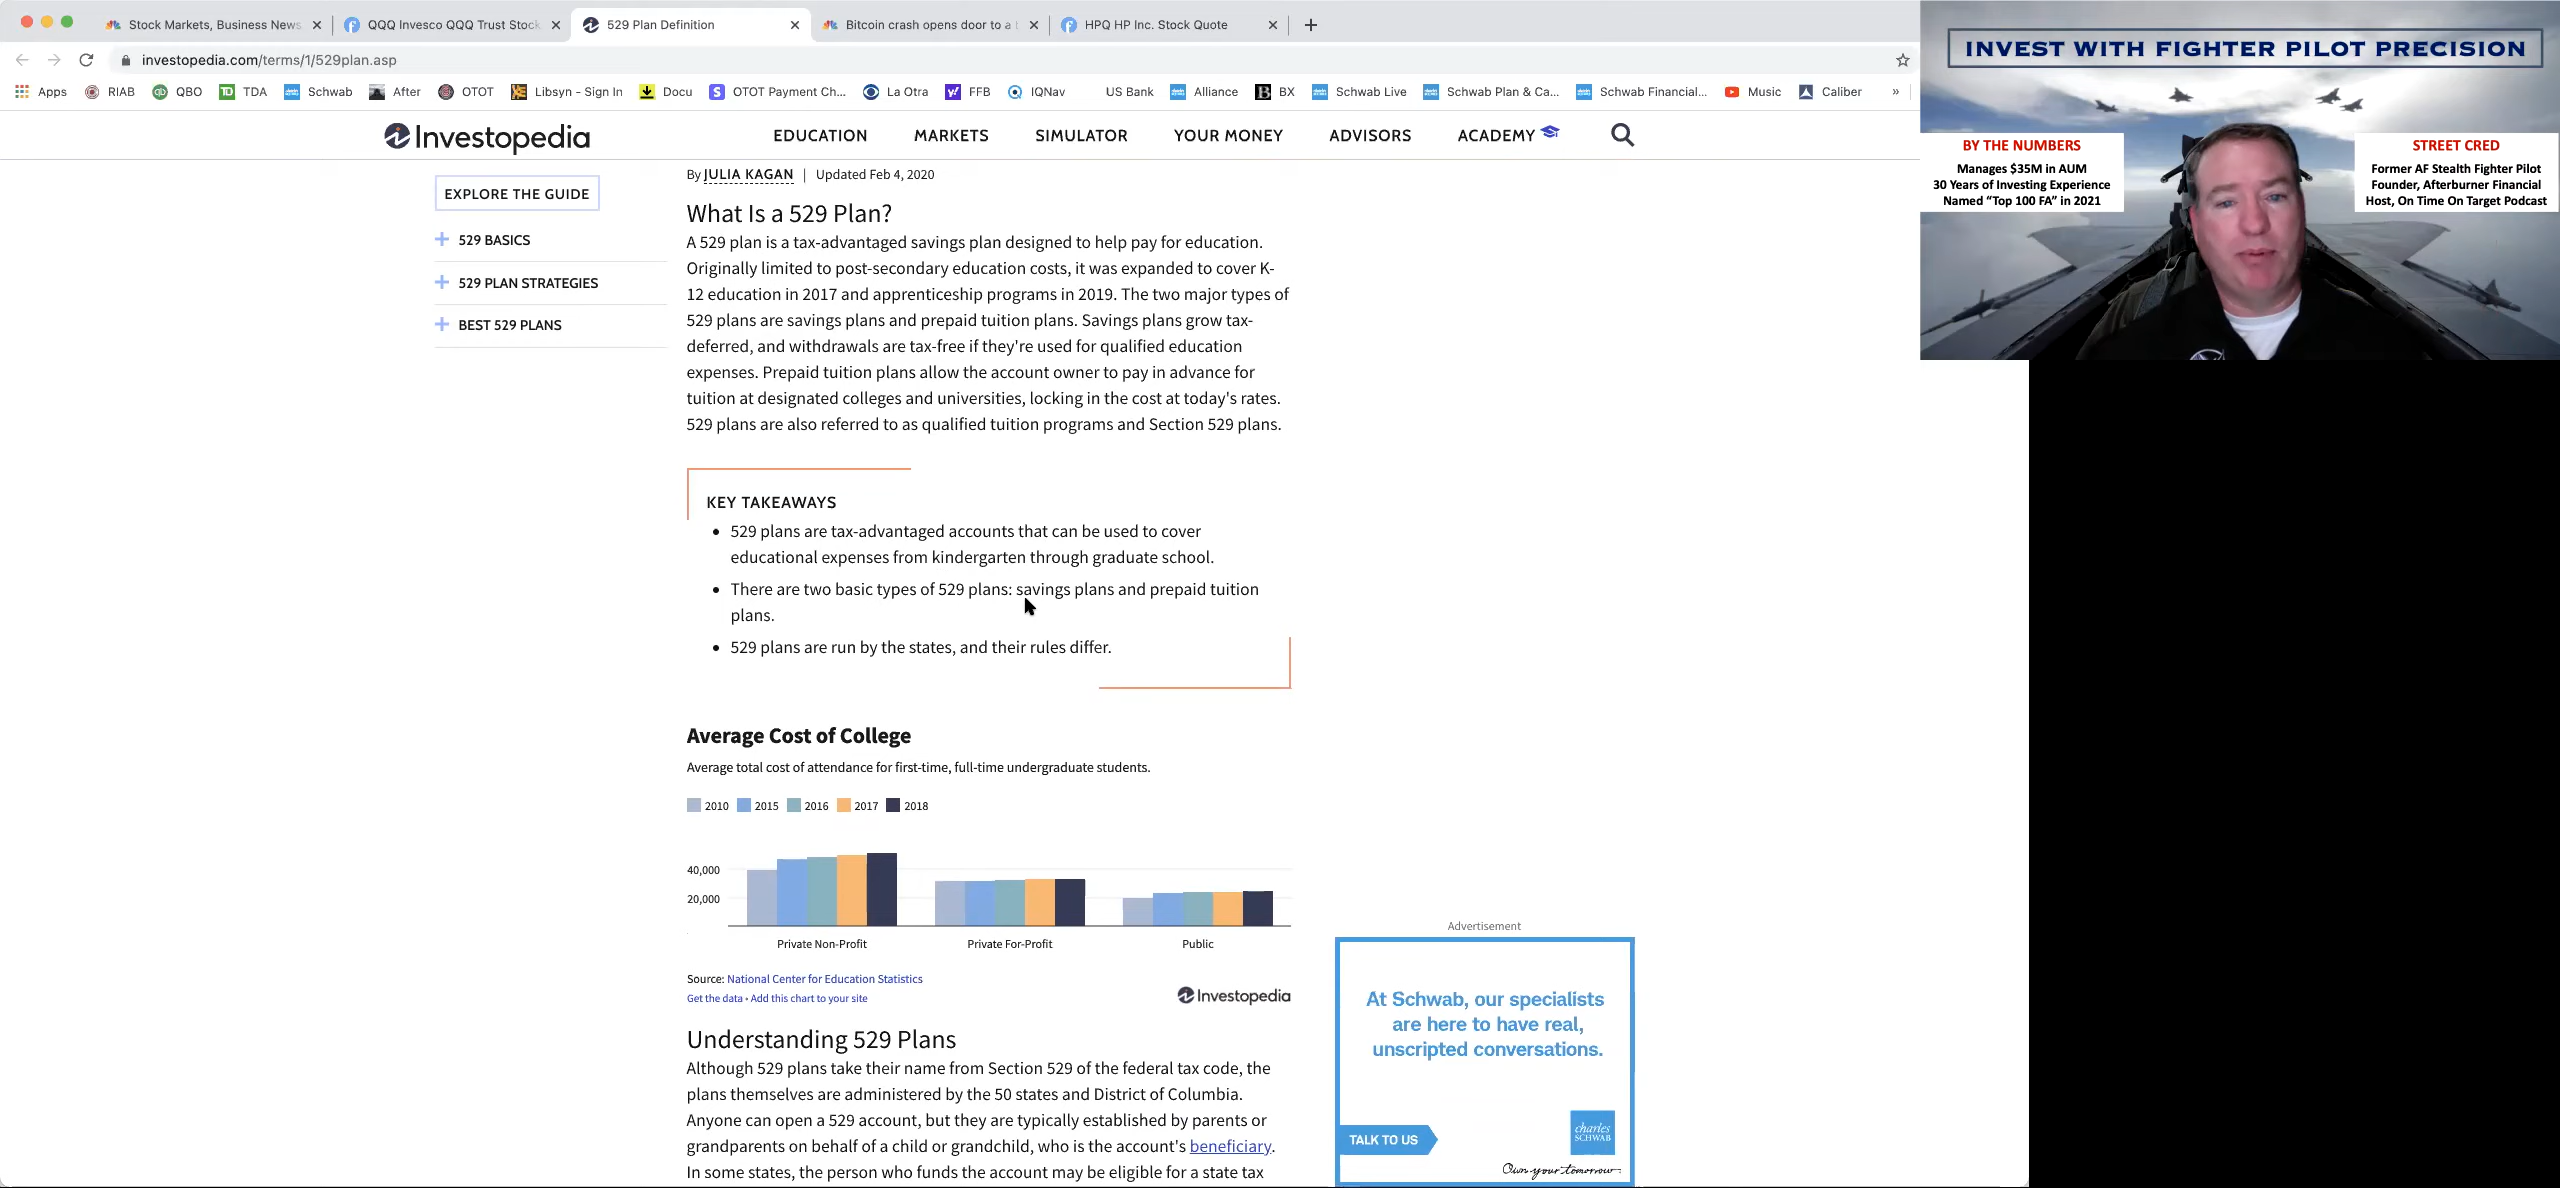 Stock Markets, Business News
QQQ Invesco QQQ Trust Stock
529 Plan Definition
Bitcoin crash opens door to a
HPQ HP Inc. Stock Quote
investopedia.com/terms/1/529plan.asp
Apps RIAB QBO TDA Schwab After OTOT Libsyn - Sign In Docu OTOT Payment Ch... La Otra FFB IQNav US Bank Alliance BX Schwab Live Schwab Plan & Ca... Schwab Financial... Music Caliber »
Investopedia
EDUCATION MARKETS SIMULATOR YOUR MONEY ADVISORS ACADEMY
INVEST WITH FIGHTER PILOT PRECISION
BY THE NUMBERS
Manages $35M in AUM
30 Years of Investing Experience
Named “Top 100 FA” in 2021
STREET CRED
Former AF Stealth Fighter Pilot
Founder, Afterburner Financial
Host, On Time On Target Podcast
EXPLORE THE GUIDE
529 BASICS
529 PLAN STRATEGIES
BEST 529 PLANS
By JULIA KAGAN | Updated Feb 4, 2020
What Is a 529 Plan?
A 529 plan is a tax-advantaged savings plan designed to help pay for education.
Originally limited to post-secondary education costs, it was expanded to cover K-
12 education in 2017 and apprenticeship programs in 2019. The two major types of
529 plans are savings plans and prepaid tuition plans. Savings plans grow tax-
deferred, and withdrawals are tax-free if they're used for qualified education
expenses. Prepaid tuition plans allow the account owner to pay in advance for
tuition at designated colleges and universities, locking in the cost at today's rates.
529 plans are also referred to as qualified tuition programs and Section 529 plans.
KEY TAKEAWAYS
• 529 plans are tax-advantaged accounts that can be used to cover
educational expenses from kindergarten through graduate school.
• There are two basic types of 529 plans: savings plans and prepaid tuition
plans.
• 529 plans are run by the states, and their rules differ.
Average Cost of College
Average total cost of attendance for first-time, full-time undergraduate students.
2010 2015 2016 2017 2018
40,000
20,000
Private Non-Profit Private For-Profit Public
Source: National Center for Education Statistics
Get the data • Add this chart to your site
Investopedia
Understanding 529 Plans
Although 529 plans take their name from Section 529 of the federal tax code, the
plans themselves are administered by the 50 states and District of Columbia.
Anyone can open a 529 account, but they are typically established by parents or
grandparents on behalf of a child or grandchild, who is the account's beneficiary.
In some states, the person who funds the account may be eligible for a state tax
Advertisement
At Schwab, our specialists
are here to have real,
unscripted conversations.
TALK TO US
charles
SCHWAB
Own your tomorrow.